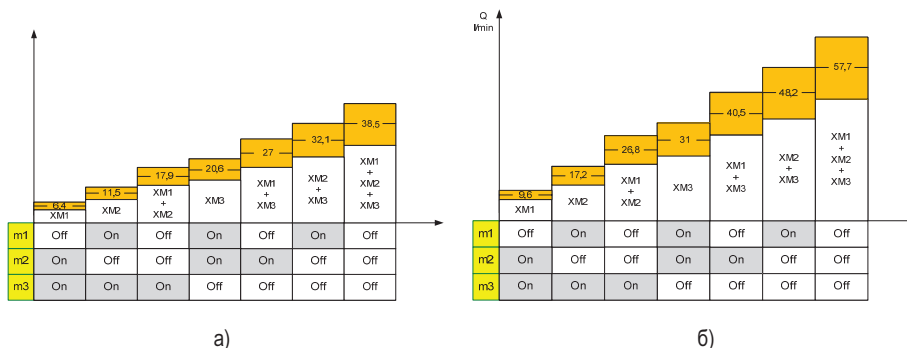 6,4
11,5
17,9
20,6
27
32,1
38,5
XM1
XM2
XM1
+
XM2
XM3
XM1
+
XM3
XM2
+
XM3
XM1
+
XM2
+
XM3
m1 Off On Off On Off On Off
m2 On Off Off On On Off Off
m3 On On On Off Off Off Off
а)
Q
l/min
9,6
17,2
26,8
31
40,5
48,2
57,7
XM1
XM2
XM1
+
XM2
XM3
XM1
+
XM3
XM2
+
XM3
XM1
+
XM2
+
XM3
m1 Off On Off On Off On Off
m2 On Off Off On On Off Off
m3 On On On Off Off Off Off
б)